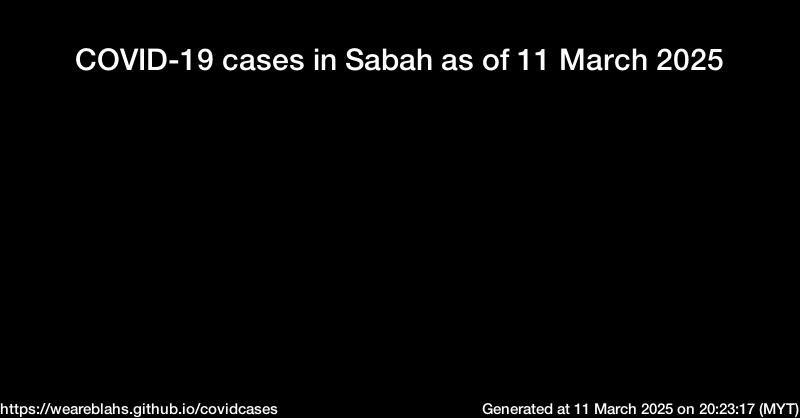 COVID-19 cases in Sabah as of 11 March 2025
https://weareblahs.github.io/covidcases
Generated at 11 March 2025 on 20:23:17 (MYT)